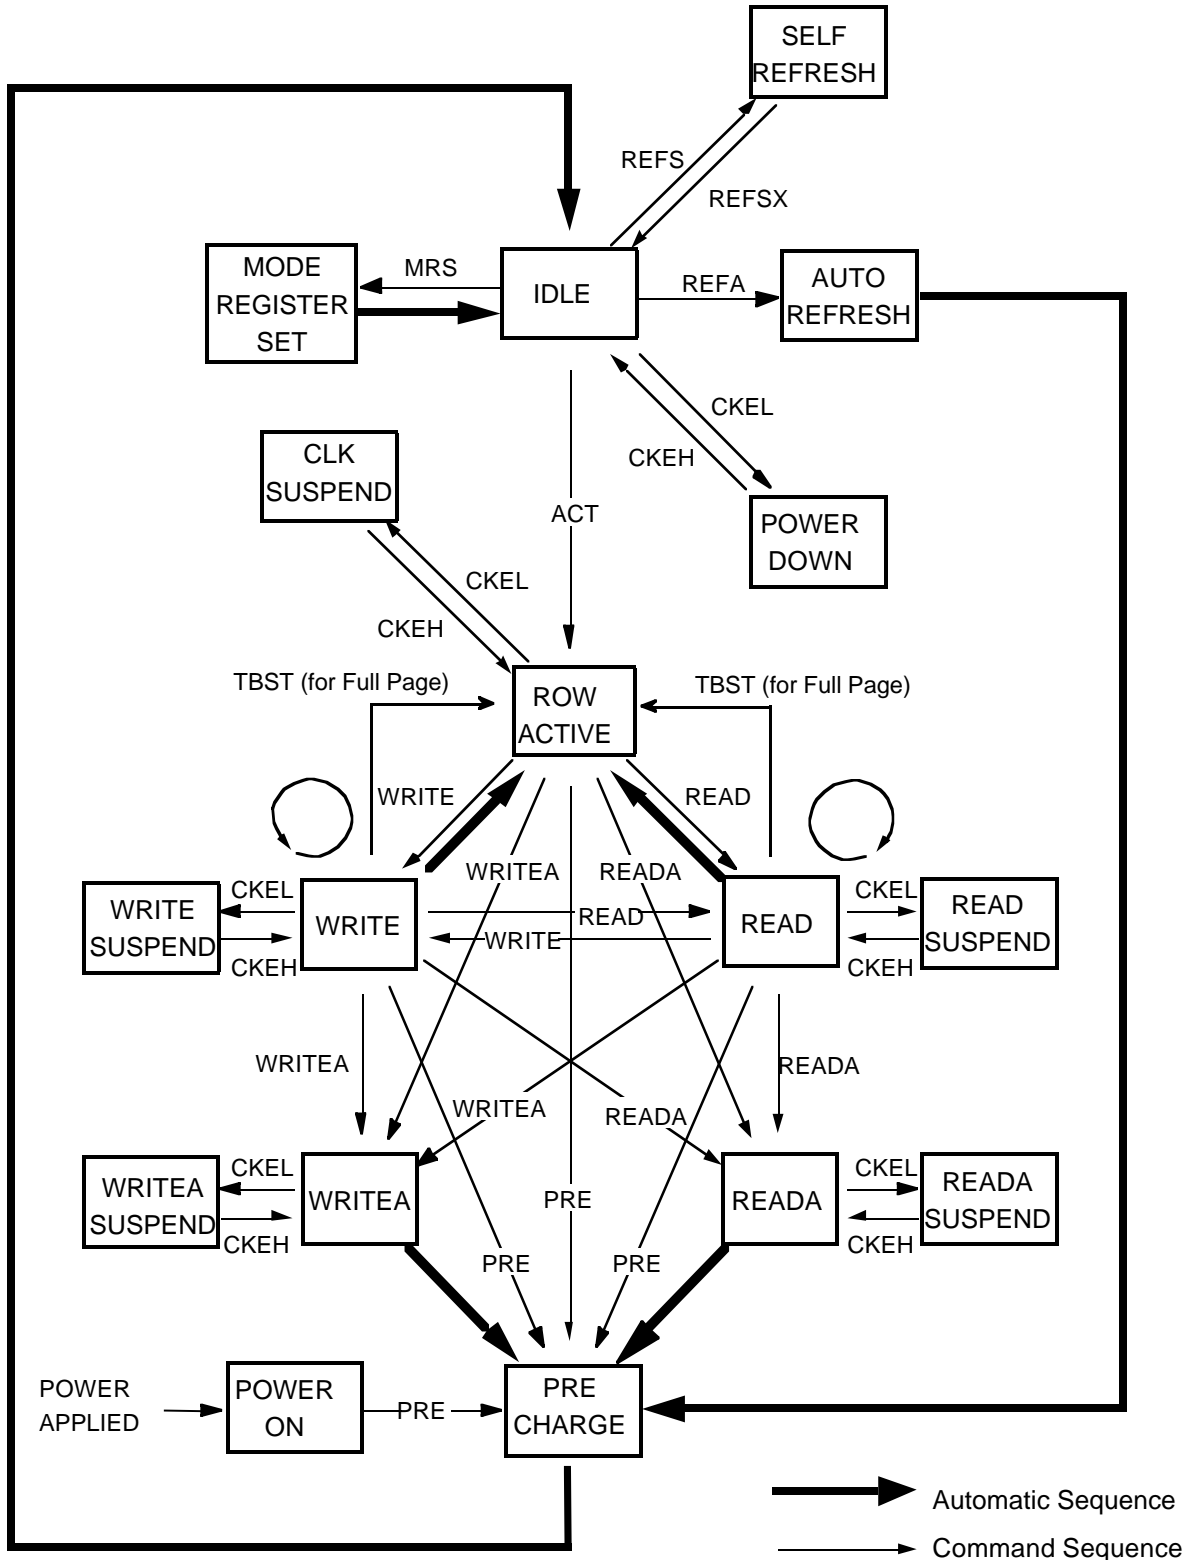 SELF
REFRESH
REFS
REFSX
MODE
REGISTER
SET
MRS
IDLE
REFA
AUTO
REFRESH
CKEL
CKEH
CLK
SUSPEND
ACT
POWER
DOWN
CKEL
CKEH
TBST (for Full Page)
ROW
ACTIVE
TBST (for Full Page)
WRITE
READ
WRITEA
READA
WRITE
SUSPEND
CKEL
CKEH
WRITE
READ
WRITE
READ
CKEL
CKEH
READ
SUSPEND
WRITEA
READA
WRITEA
READA
WRITEA
SUSPEND
CKEL
CKEH
WRITEA
PRE
READA
CKEL
CKEH
READA
SUSPEND
PRE
PRE
POWER
APPLIED
POWER
ON
PRE
PRE
CHARGE
Automatic Sequence
Command Sequence